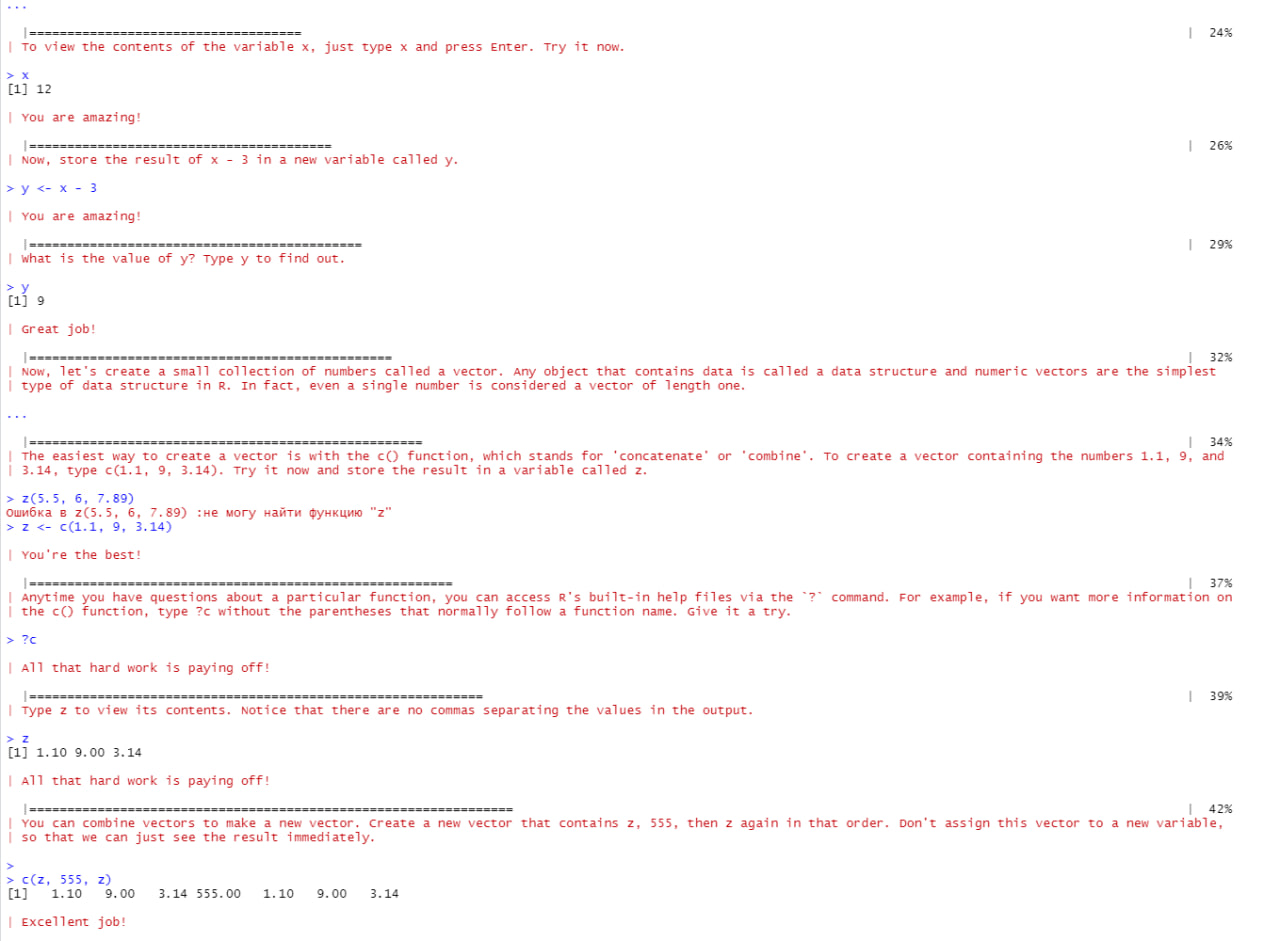 ...
|==================================== | 24%
| To view the contents of the variable x, just type x and press Enter. Try it now.
> x
[1] 12
| You are amazing!
|======================================== | 26%
| Now, store the result of x - 3 in a new variable called y.
> y <- x - 3
| You are amazing!
|============================================ | 29%
| What is the value of y? Type y to find out.
> y
[1] 9
| Great job!
|================================================ | 32%
| Now, let's create a small collection of numbers called a vector. Any object that contains data is called a data structure and numeric vectors are the simplest
| type of data structure in R. In fact, even a single number is considered a vector of length one.
...
|==================================================== | 34%
| The easiest way to create a vector is with the c() function, which stands for 'concatenate' or 'combine'. To create a vector containing the numbers 1.1, 9, and
| 3.14, type c(1.1, 9, 3.14). Try it now and store the result in a variable called z.
> z(5.5, 6, 7.89)
Ошибка в z(5.5, 6, 7.89) :не могу найти функцию "z"
> z <- c(1.1, 9, 3.14)
| You're the best!
|======================================================== | 37%
| Anytime you have questions about a particular function, you can access R's built-in help files via the `?` command. For example, if you want more information on
| the c() function, type ?c without the parentheses that normally follow a function name. Give it a try.
> ?c
| All that hard work is paying off!
|============================================================ | 39%
| Type z to view its contents. Notice that there are no commas separating the values in the output.
> z
[1] 1.10 9.00 3.14
| All that hard work is paying off!
|================================================================ | 42%
| You can combine vectors to make a new vector. Create a new vector that contains z, 555, then z again in that order. Don't assign this vector to a new variable,
| so that we can just see the result immediately.
>
> c(z, 555, z)
[1] 1.10 9.00 3.14 555.00 1.10 9.00 3.14
| Excellent job!